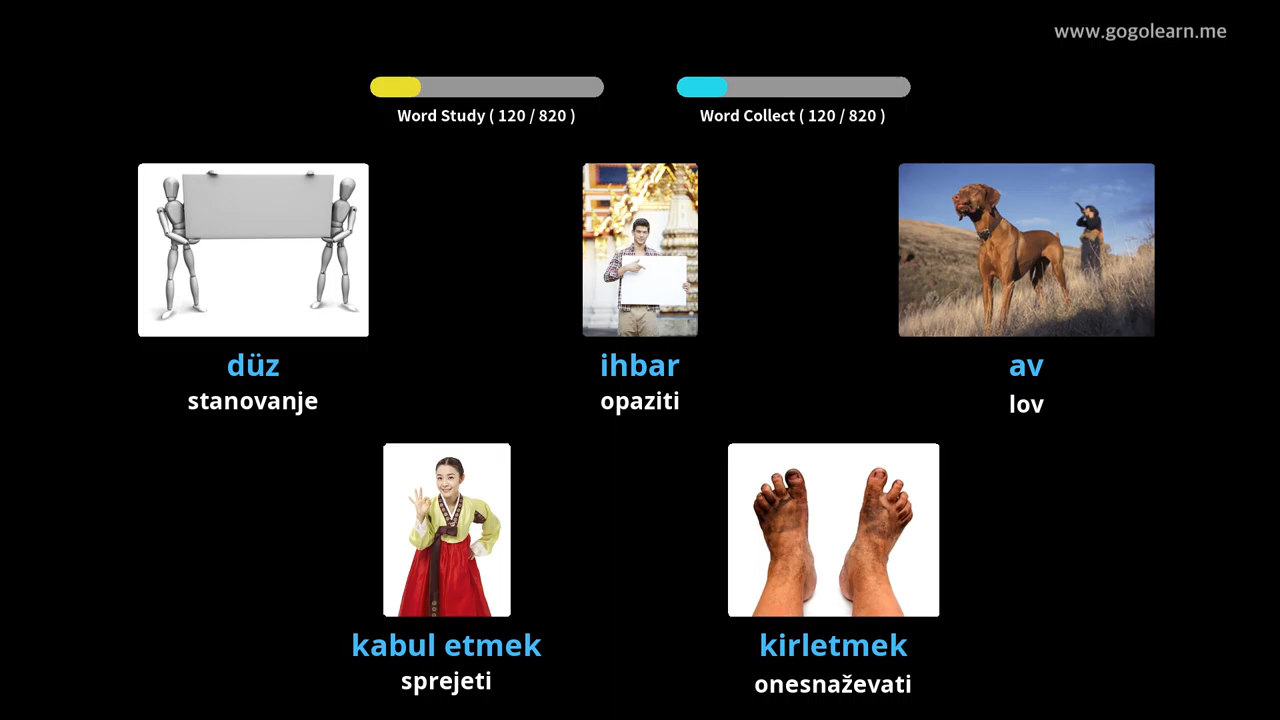 www.gogolearn.me
Word Study ( 120 / 820 )
Word Collect ( 120 / 820 )
düz
stanovanje
ihbar
opaziti
av
lov
kabul etmek
sprejeti
kirletmek
onesnaževati